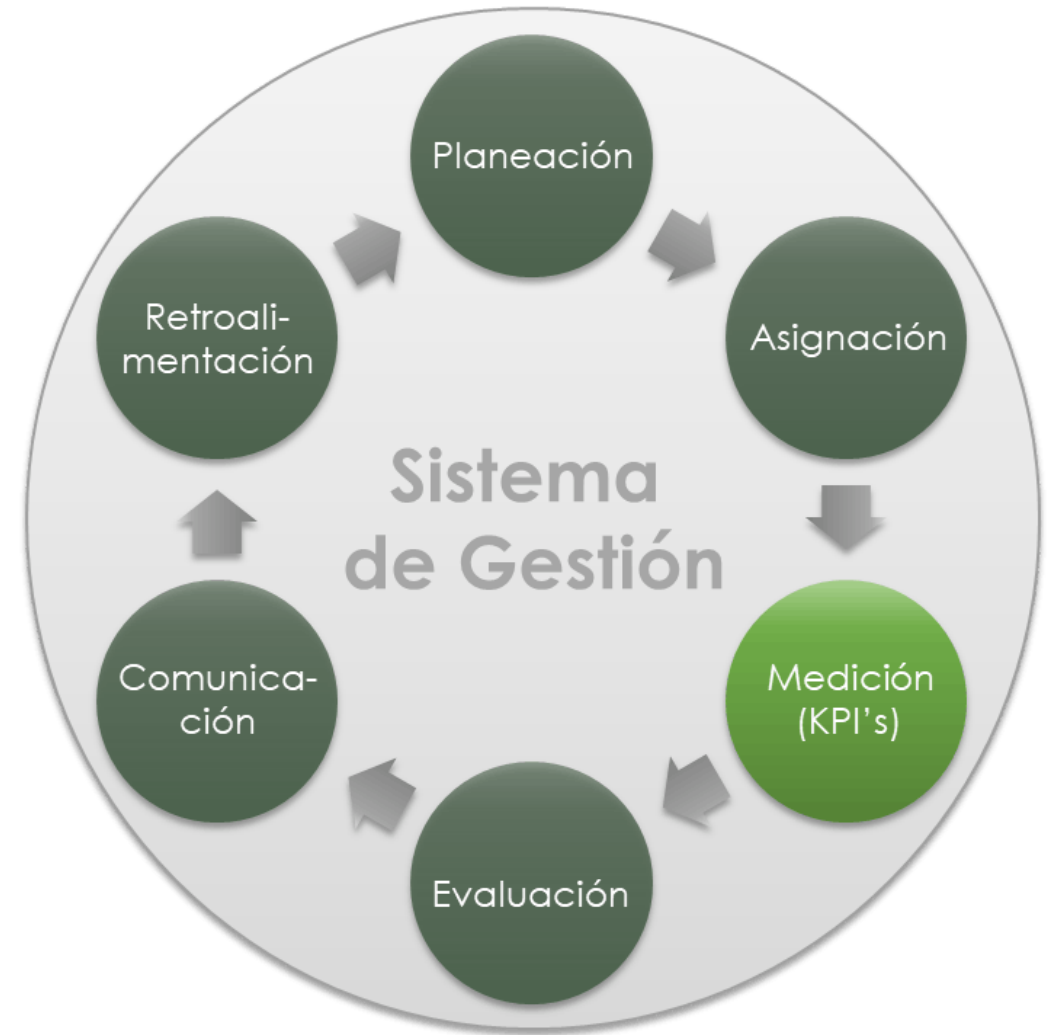 Planeación
Asignación
Medición
(KPI's)
Evaluación
Comunica-
ción
Retroali-
mentación
Sistema
de Gestión